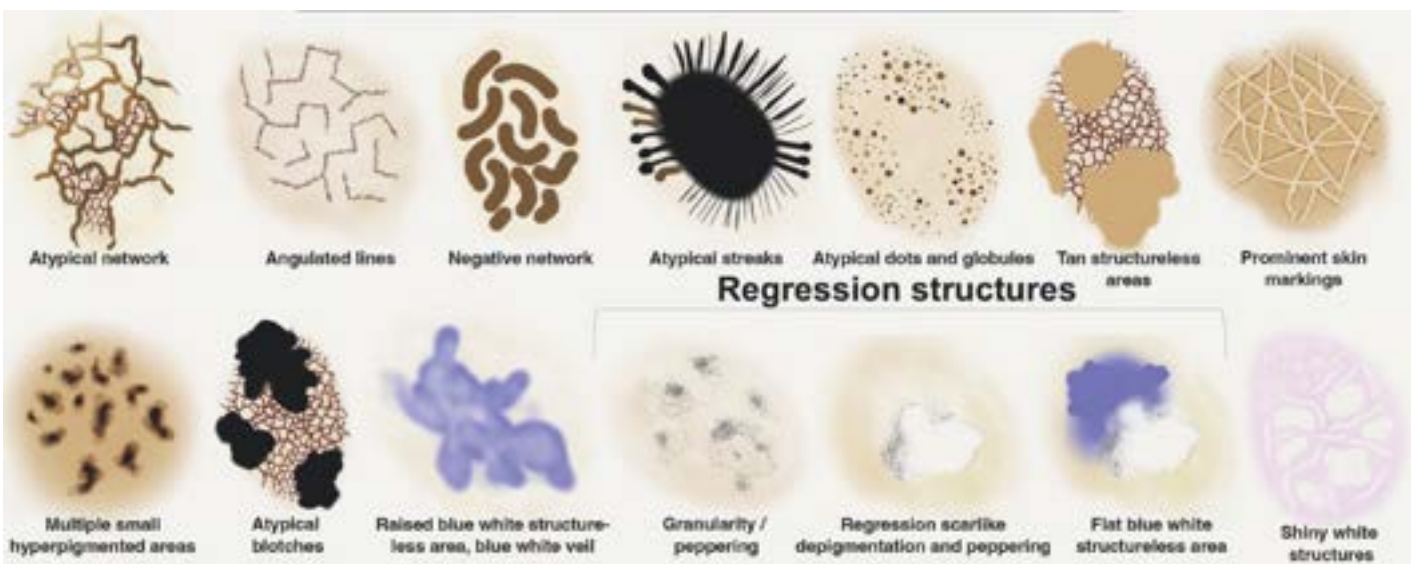 Atypical network
Angulated lines
Negative network
Atypical streaks
Atypical dots and globules
Tan structureless
areas
Prominent skin
markings
Regression structures
Multiple small
hyperpigmented areas
Atypical
blotches
Raised blue white structure-
less area, blue white veil
Granularity /
peppering
Regression scarlike
depigmentation and peppering
Flat blue white
structureless area
Shiny white
structures